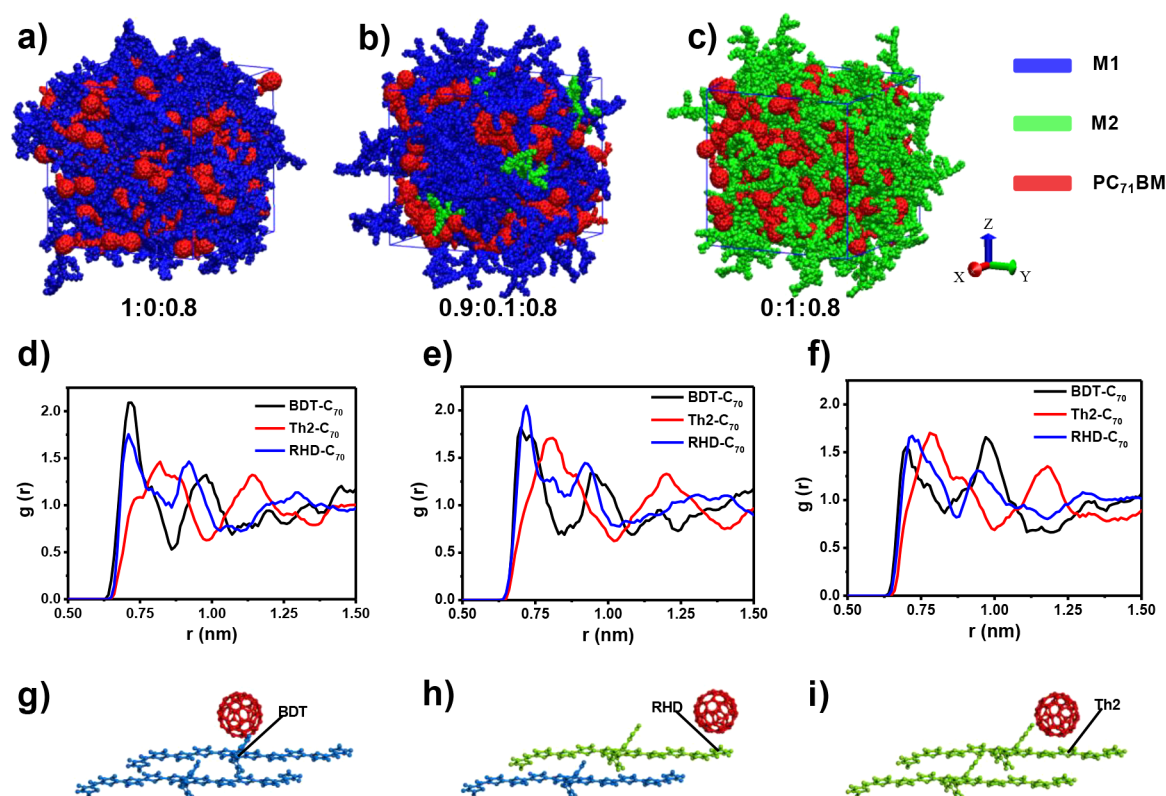 a)
b)
c)
M1
M2
PC₇₁BM
Z
X
Y
1:0:0.8
0.9:0.1:0.8
0:1:0.8
d)
e)
f)
BDT-C₇₀
Th2-C₇₀
RHD-C₇₀
2.0
1.5
1.0
0.5
0.0
g (r)
0.50
0.75
1.00
1.25
1.50
r (nm)
BDT-C₇₀
Th2-C₇₀
RHD-C₇₀
2.0
1.5
1.0
0.5
0.0
g (r)
0.50
0.75
1.00
1.25
1.50
r (nm)
BDT-C₇₀
Th2-C₇₀
RHD-C₇₀
2.0
1.5
1.0
0.5
0.0
g (r)
0.50
0.75
1.00
1.25
1.50
r (nm)
g)
BDT
h)
RHD
i)
Th2